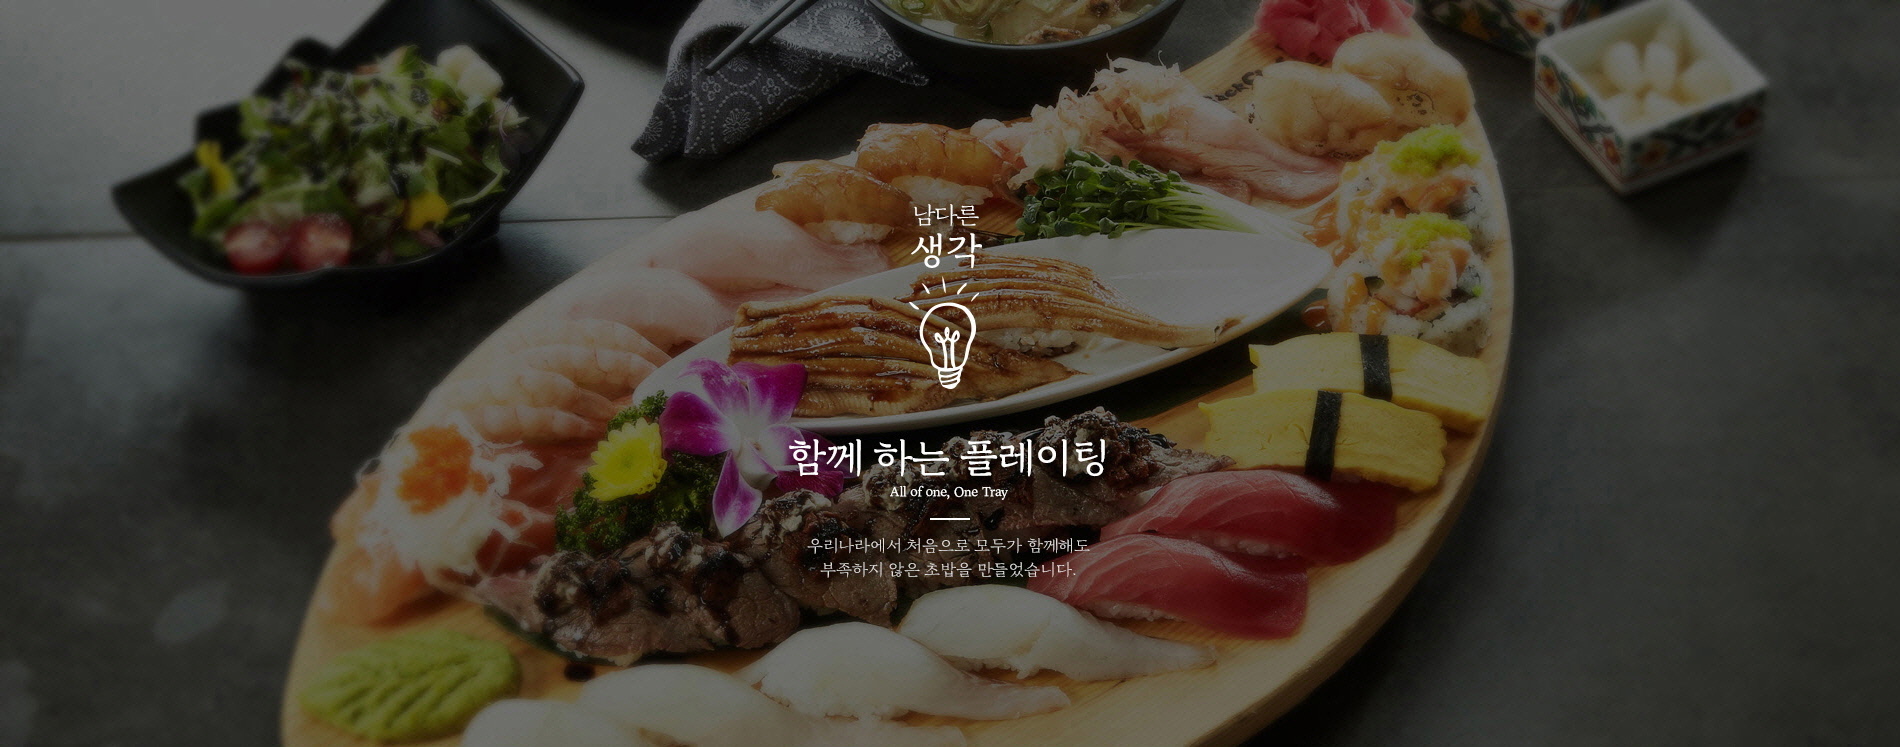 남다른
생각
함께 하는 플레이팅
All of one, One Tray
우리나라에서 처음으로 모두가 함께해도
부족하지 않은 초밥을 만들었습니다.